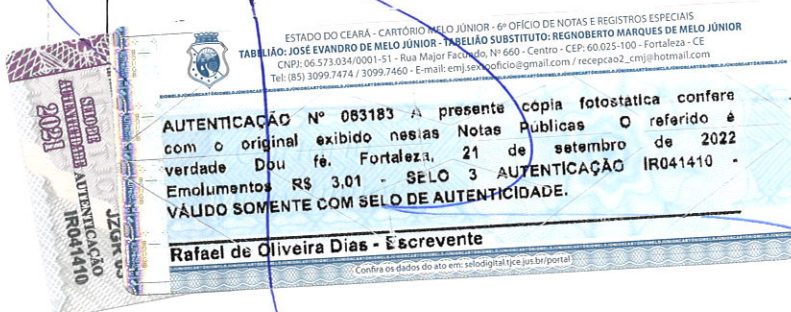 ESTADO DO CEARÁ - CARTÓRIO MELO JÚNIOR - 6º OFÍCIO DE NOTAS E REGISTROS ESPECIAIS
TABELIÃO: JOSÉ EVANDRO DE MELO JÚNIOR - TABELIÃO SUBSTITUTO: REGNOBERTO MARQUES DE MELO JÚNIOR
CNPJ: 06.573.034/0001-51 - Rua Major Facundo, Nº 660 - Centro - CEP: 60.025-100 - Fortaleza - CE
Tel: (85) 3099.7474 / 3099.7460 - E-mail: emj.sextooficio@gmail.com / recepcao2_cmj@hotmail.com
AUTENTICAÇÃO Nº 063183 A presente cópia fotostatica confere
com o original exibido nestas Notas Públicas O referido é
verdade Dou fé. Fortaleza, 21 de setembro de 2022
Emolumentos R$ 3,01 - SELO 3 AUTENTICAÇÃO IR041410 -
VÁLIDO SOMENTE COM SELO DE AUTENTICIDADE.
Rafael de Oliveira Dias - Escrevente
Confira os dados do ato em: selodigital.tjce.jus.br/portal
SELO DE
AUTENTICIDADE
2021
AUTENTICAÇÃO
IR041410